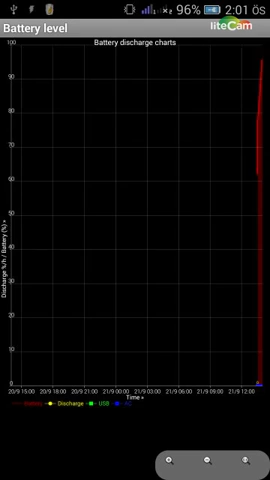 96% 2:01 ÖS
Battery level
liteCam
Battery discharge charts
100
90
80
70
60
50
40
30
20
10
0
Discharge %/h / Battery (%) »
20/9 15:00 20/9 18:00 20/9 21:00 21/9 00:00 21/9 03:00 21/9 06:00 21/9 09:00 21/9 12:00
Time »
Battery Discharge USB AC